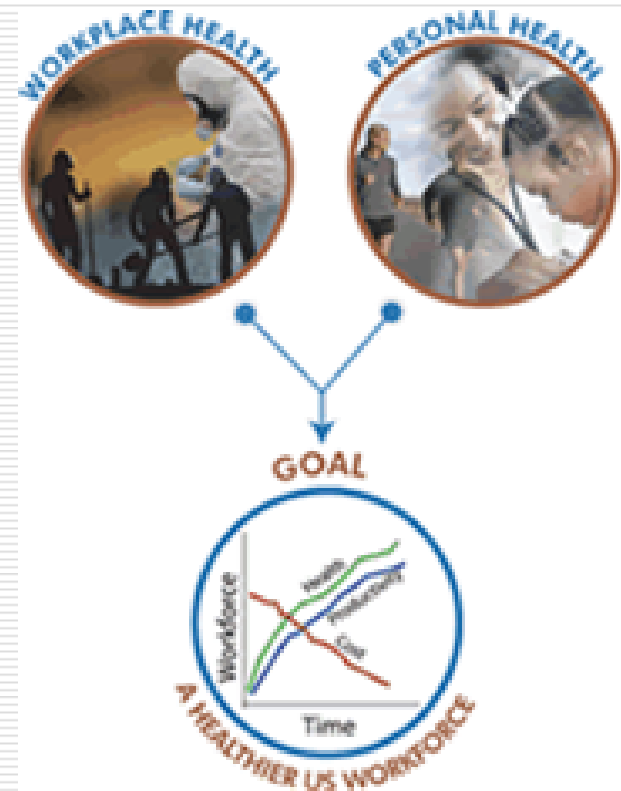 WORKPLACE HEALTH
PERSONAL HEALTH
GOAL
Health
Productivity
Cost
Workforce
Time
A HEALTHIER US WORKFORCE